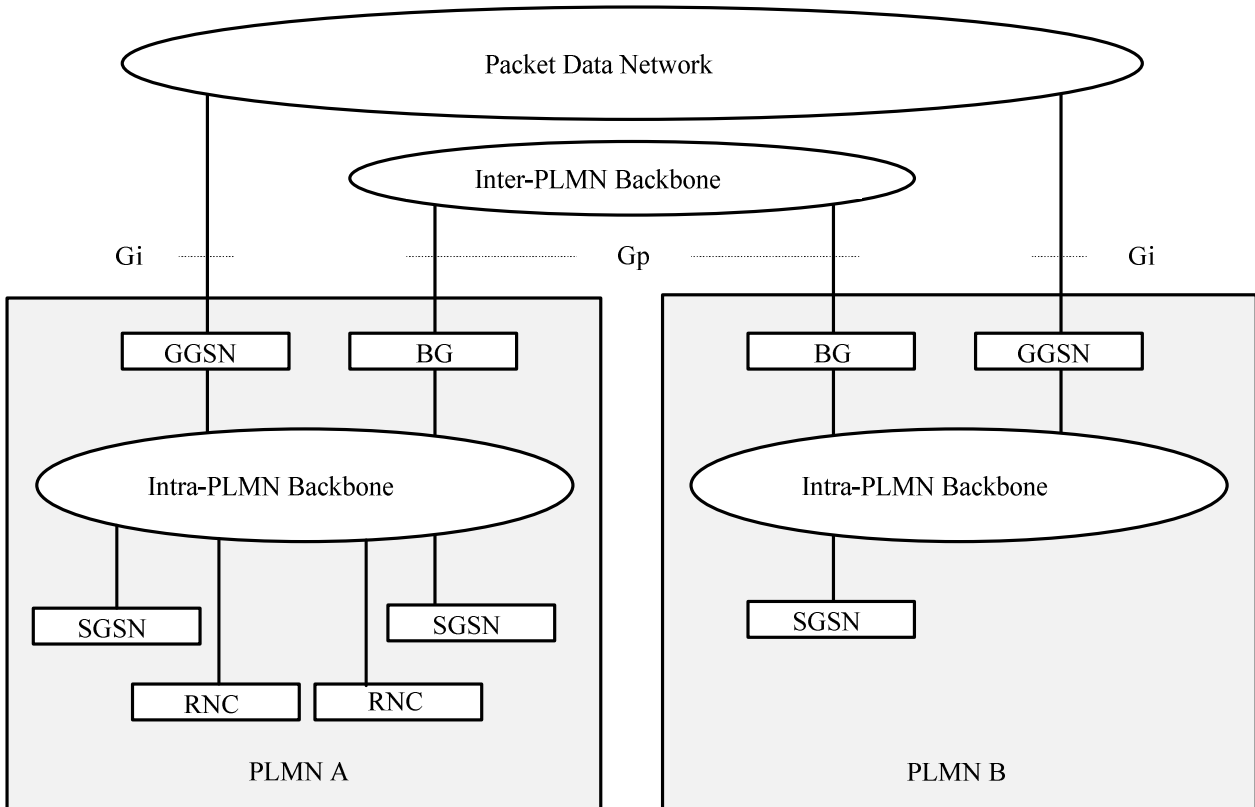 Packet Data Network
Inter-PLMN Backbone
Gi
Gp
Gi
GGSN
BG
BG
GGSN
Intra-PLMN Backbone
Intra-PLMN Backbone
SGSN
SGSN
SGSN
RNC
RNC
PLMN A
PLMN B